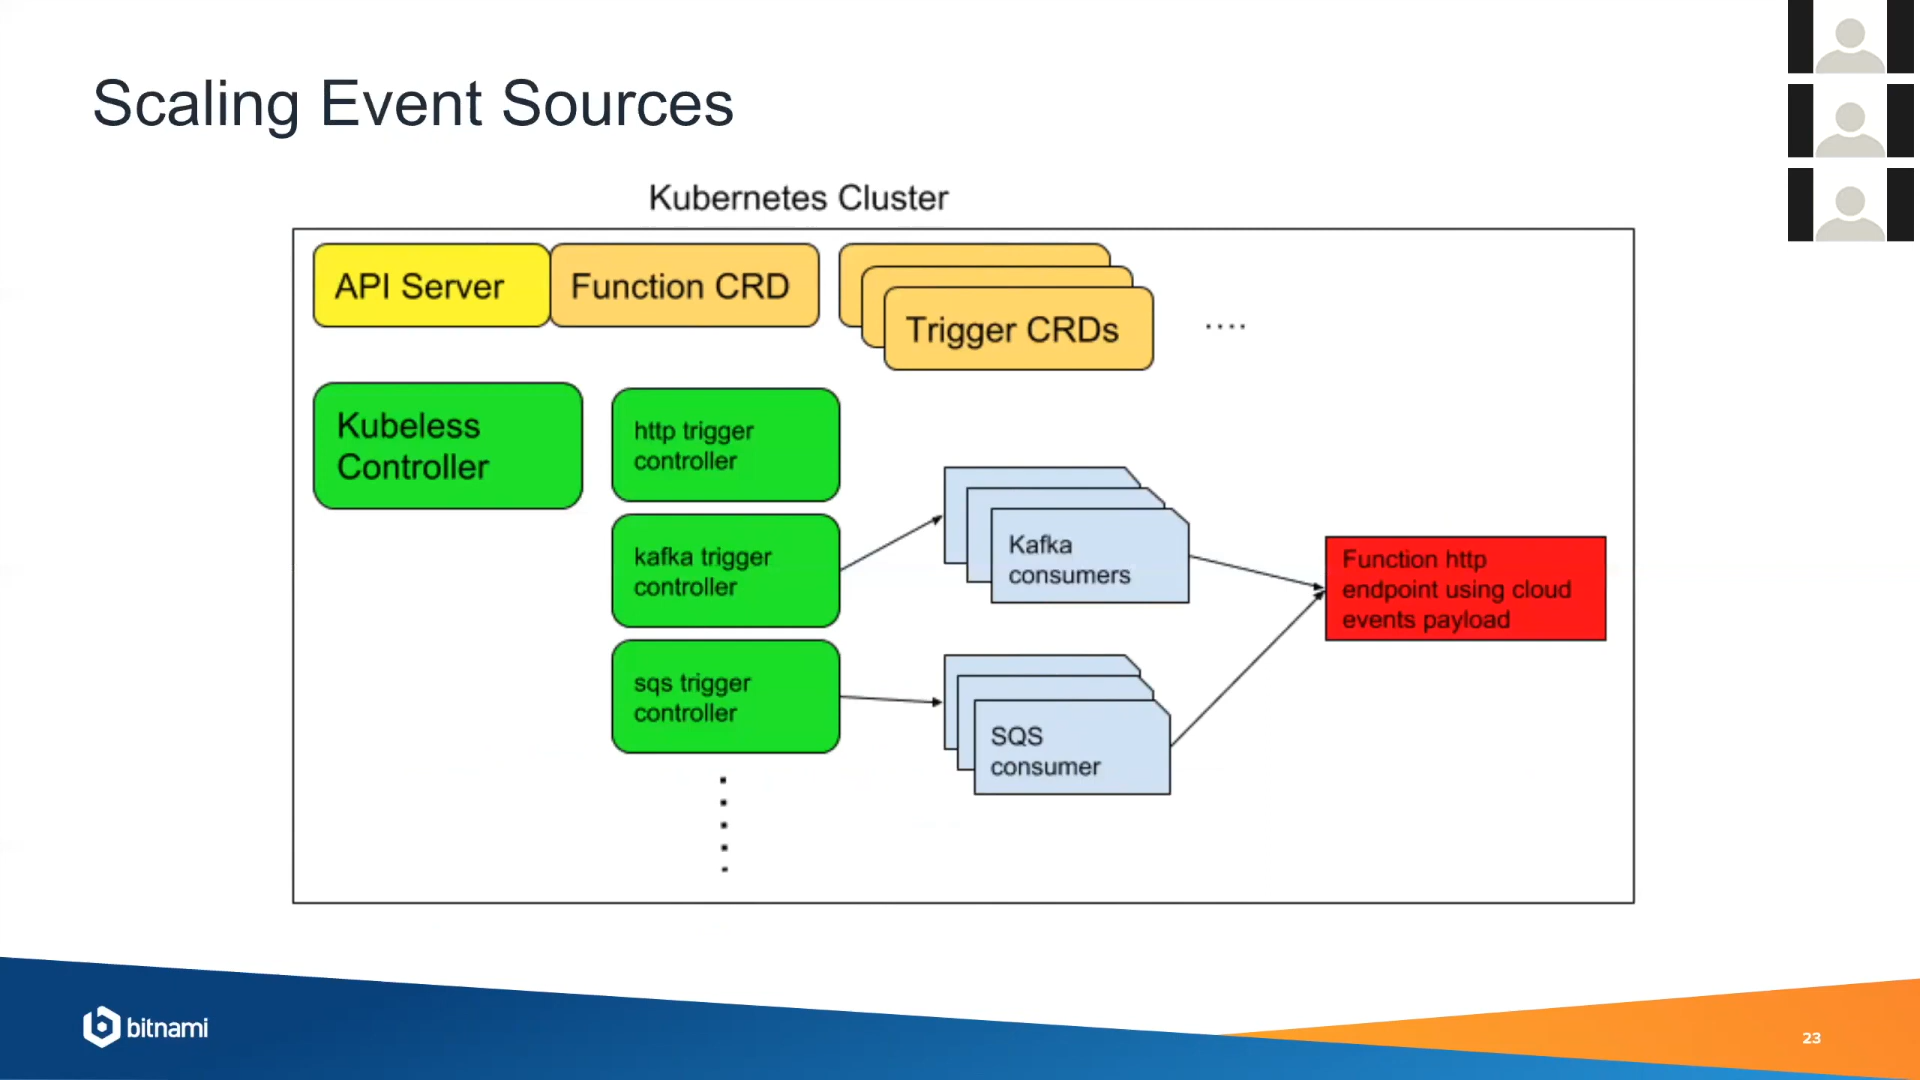 Scaling Event Sources
Kubernetes Cluster
API Server
Function CRD
Trigger CRDs
....
Kubeless
Controller
http trigger
controller
kafka trigger
controller
sqs trigger
controller
Kafka
consumers
SQS
consumer
Function http
endpoint using cloud
events payload
bitnami
23